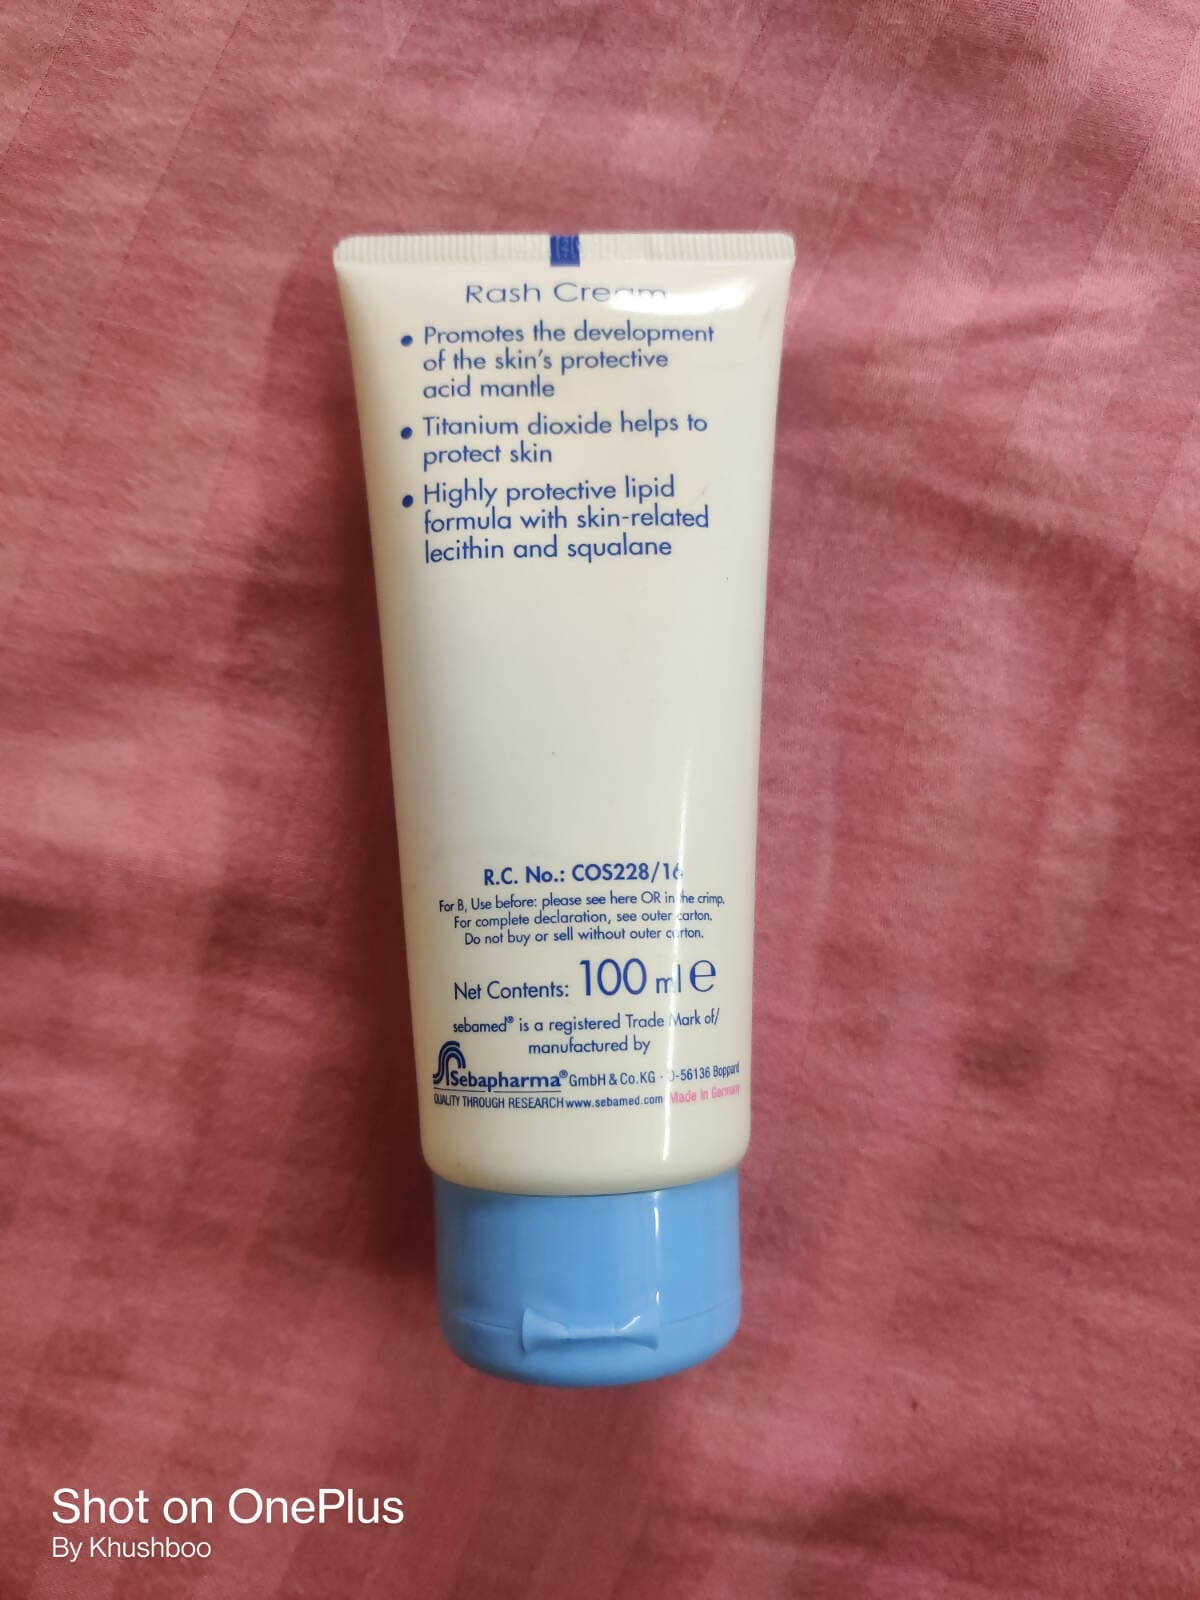 Rash Cream
• Promotes the development
of the skin's protective
acid mantle
• Titanium dioxide helps to
protect skin
• Highly protective lipid
formula with skin-related
lecithin and squalane
R.C. No.: COS228/16
For B, Use before: please see here OR in the crimp.
For complete declaration, see outer carton.
Do not buy or sell without outer carton.
Net Contents: 100 ml e
sebamed® is a registered Trade Mark of/
manufactured by
Sebapharma® GmbH & Co. KG - D-56136 Boppard
QUALITY THROUGH RESEARCH www.sebamed.com Made in Germany
Shot on OnePlus
By Khushboo